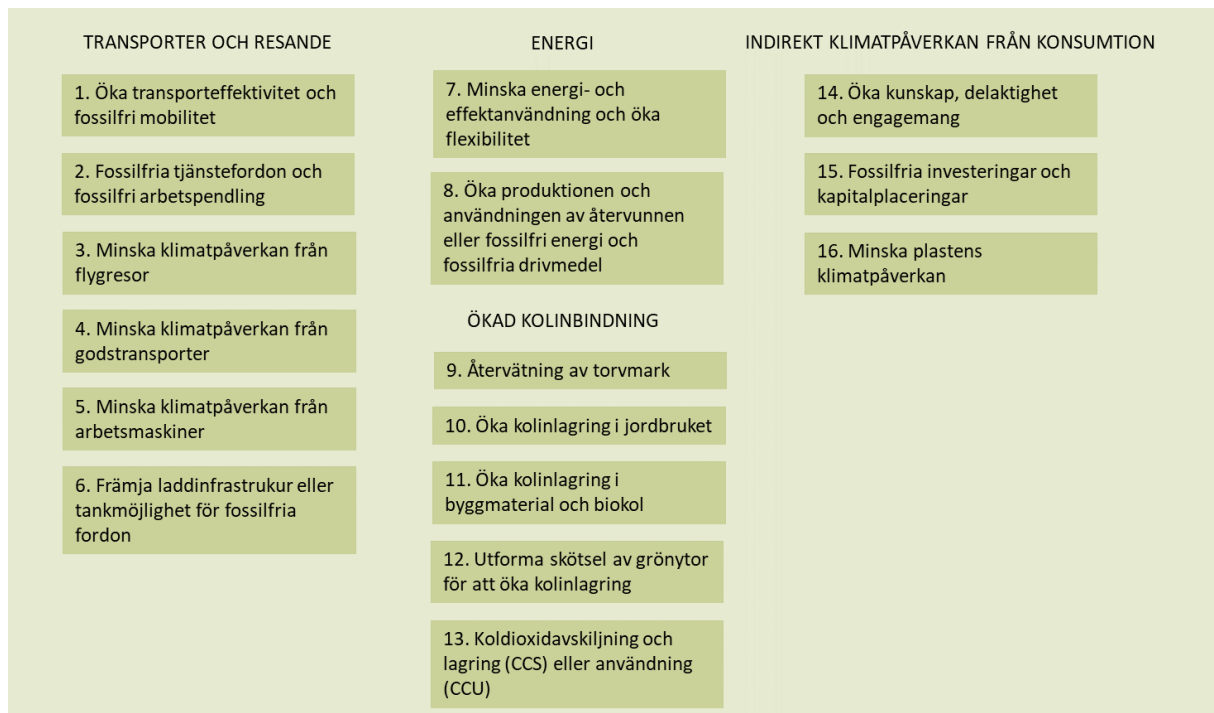 TRANSPORTER OCH RESANDE
1. Öka transporteffektivitet och
fossilfri mobilitet
2. Fossilfria tjänstefordon och
fossilfri arbetspendling
3. Minska klimatpåverkan från
flygresor
4. Minska klimatpåverkan från
godstransporter
5. Minska klimatpåverkan från
arbetsmaskiner
6. Främja laddinfrastrukur eller
tankmöjlighet för fossilfria
fordon
ENERGI
7. Minska energi- och
effektanvändning och öka
flexibilitet
8. Öka produktionen och
användningen av återvunnen
eller fossilfri energi och
fossilfria drivmedel
ÖKAD KOLINBINDNING
9. Återvätning av torvmark
10. Öka kolinlagring i jordbruket
11. Öka kolinlagring i
byggmaterial och biokol
12. Utforma skötsel av grönytor
för att öka kolinlagring
13. Koldioxidavskiljning och
lagring (CCS) eller användning
(CCU)
INDIREKT KLIMATPÅVERKAN FRÅN KONSUMTION
14. Öka kunskap, delaktighet
och engagemang
15. Fossilfria investeringar och
kapitalplaceringar
16. Minska plastens
klimatpåverkan